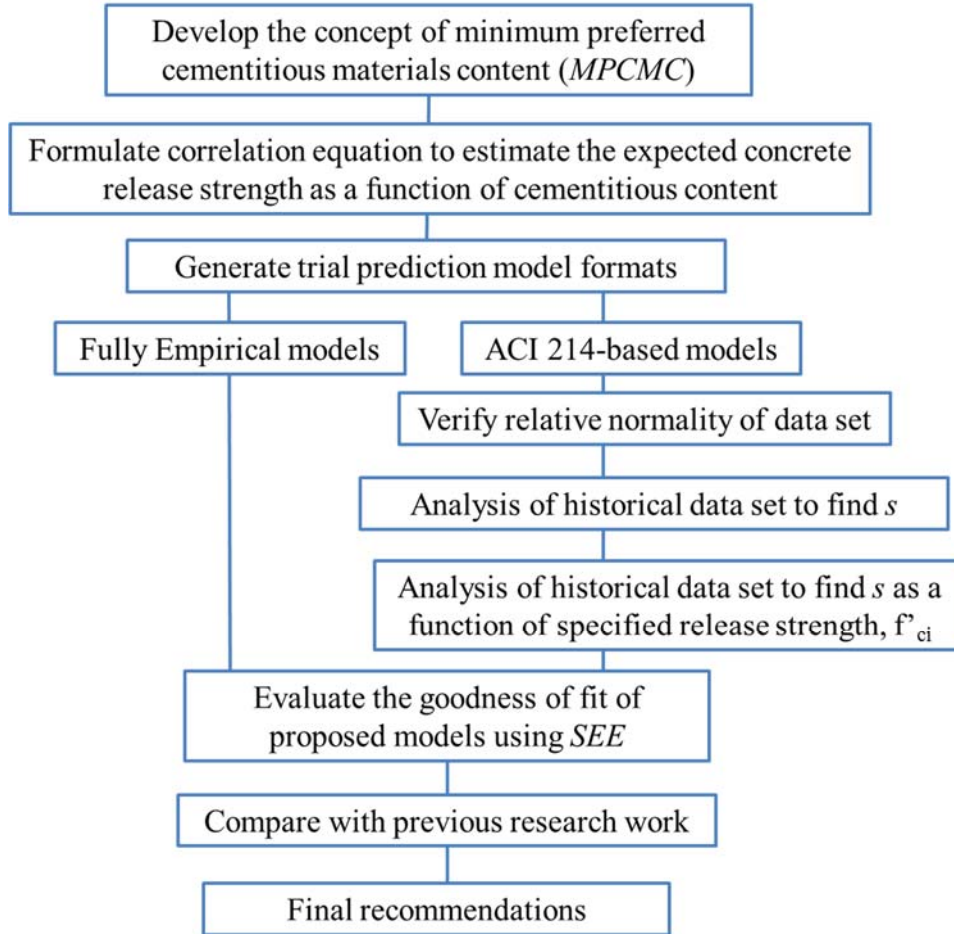 Develop the concept of minimum preferred
cementitious materials content (MPCMC)
Formulate correlation equation to estimate the expected concrete
release strength as a function of cementitious content
Generate trial prediction model formats
Fully Empirical models
ACI 214-based models
Verify relative normality of data set
Analysis of historical data set to find s
Analysis of historical data set to find s as a
function of specified release strength, f’ci
Evaluate the goodness of fit of
proposed models using SEE
Compare with previous research work
Final recommendations